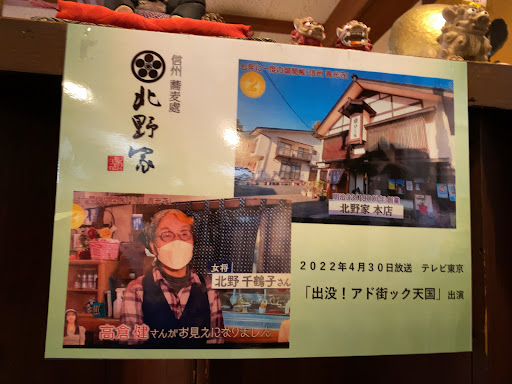 信州 蕎麦處
北野家
北野家 本店
女将
北野 千鶴子さん
高倉 健さんがお見えになりまし
2022年4月30日放送 テレビ東京
「出没！アド街ック天国」出演